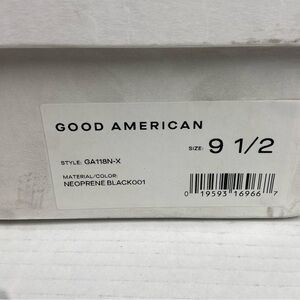 GOOD AMERICAN
SIZE: 9 1/2
STYLE: GA118N-X
MATERIAL/COLOR:
NEOPRENE BLACK001
0 19593 16966 7